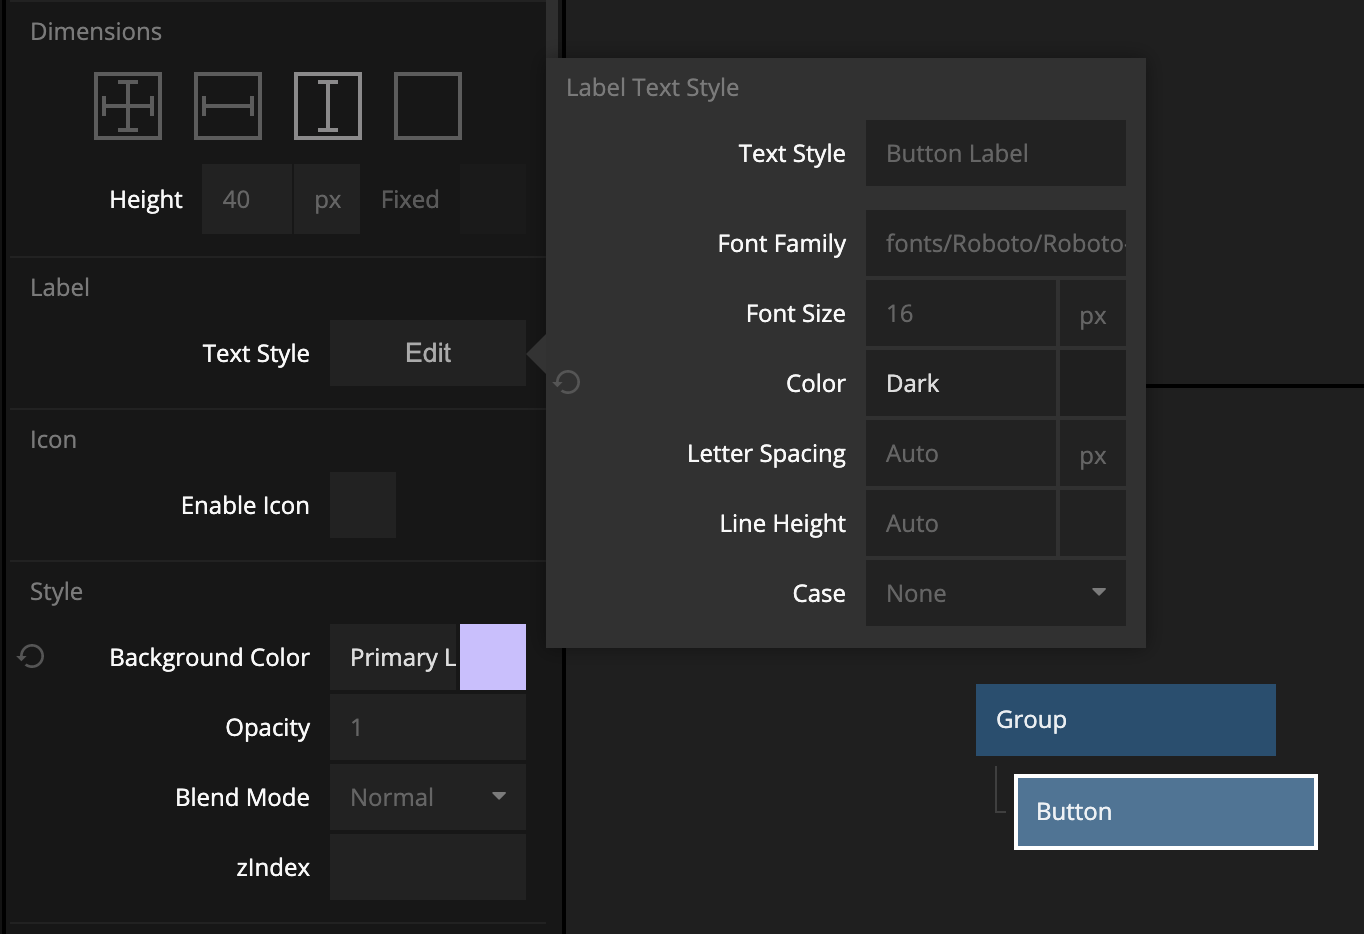 Dimensions
Height 40 px Fixed
Label
Text Style Edit
Icon
Enable Icon
Style
Background Color Primary L
Opacity 1
Blend Mode Normal
zIndex
Label Text Style
Text Style Button Label
Font Family fonts/Roboto/Roboto-
Font Size 16 px
Color Dark
Letter Spacing Auto px
Line Height Auto
Case None
Group
Button